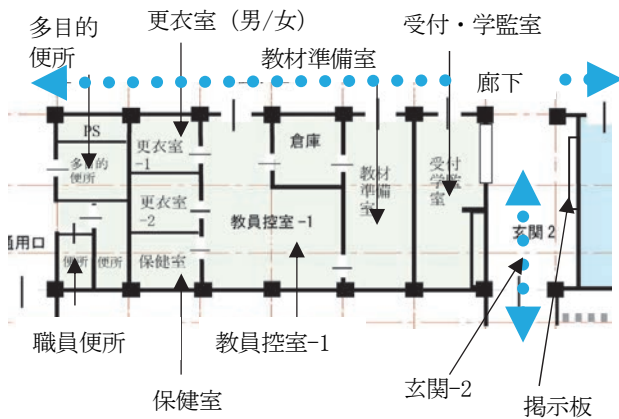 多目的
便所
更衣室（男/女）
教材準備室
受付・学監室
廊下
PS
多目的
便所
更衣室
-1
更衣室
-2
保健室
倉庫
教員控室-1
教材
準備
室
受付
学監
室
玄関2
通用口
便所
便所
職員便所
保健室
教員控室-1
玄関-2
掲示板